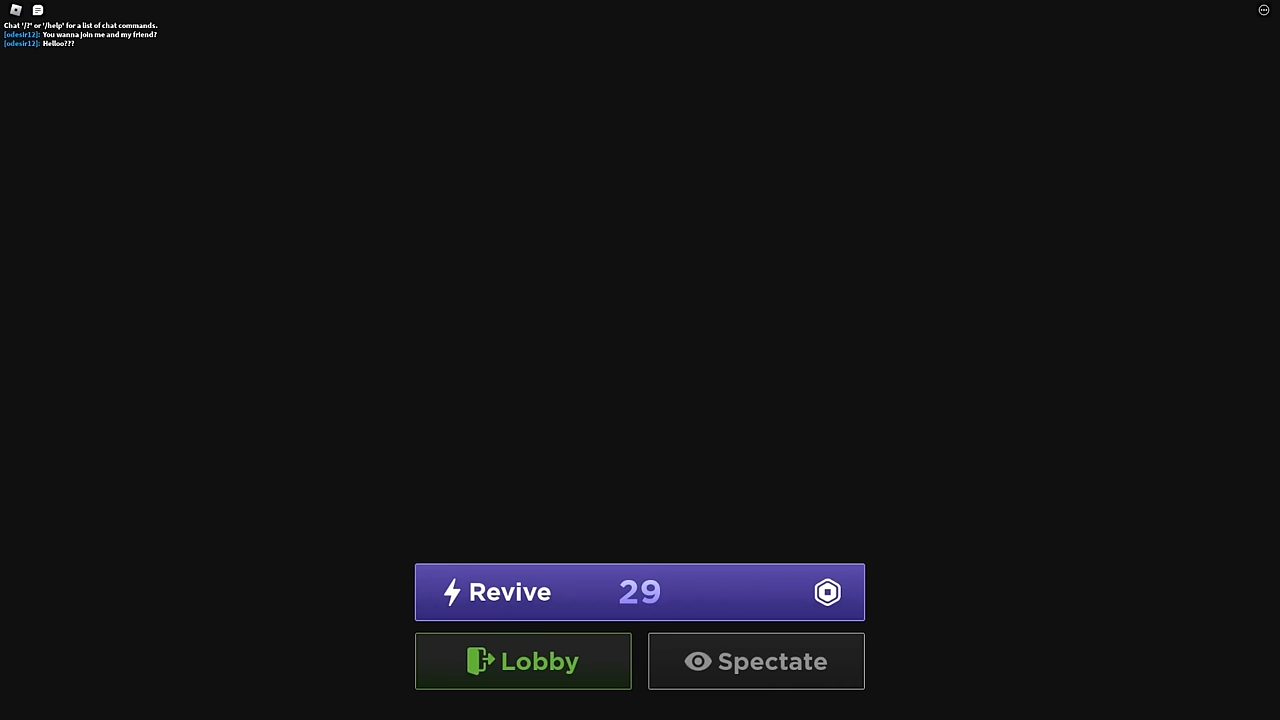 Chat '/?' or '/help' for a list of chat commands.
[odesir12]: You wanna join me and my friend?
[odesir12]: Helloo???
Revive 29
Lobby Spectate